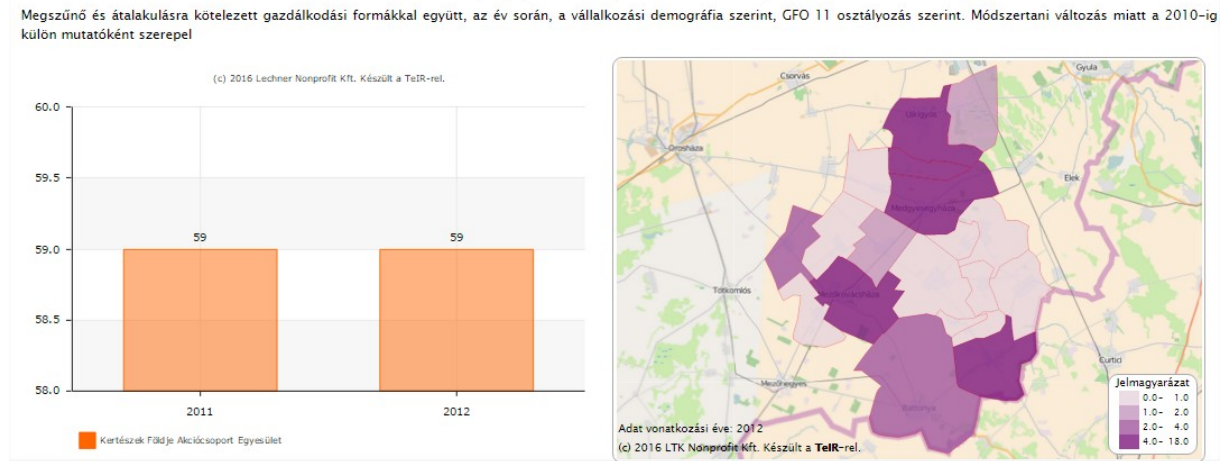 Megszűnő és átalakulásra kötelezett gazdálkodási formákkal együtt, az év során, a vállalkozási demográfia szerint, GFO 11 osztályozás szerint. Módszertani változás miatt a 2010-ig
külön mutatóként szerepel
(c) 2016 Lechner Nonprofit Kft. Készült a TeIR-rel.
60.0
59.5
59.0
58.5
58.0
59
59
2011
2012
Kertészek Földje Akciócsoport Egyesület
Gyula
Csorvás
Újkígyós
Orosháza
Elek
Medgyesegyháza
Tótkomlós
Mezőkovácsháza
Curtici
Mezőhegyes
Battonya
Jelmagyarázat
0.0- 1.0
1.0- 2.0
2.0- 4.0
4.0- 18.0
Adat vonatkozási éve: 2012
(c) 2016 LTK Nonprofit Kft. Készült a TeIR-rel.